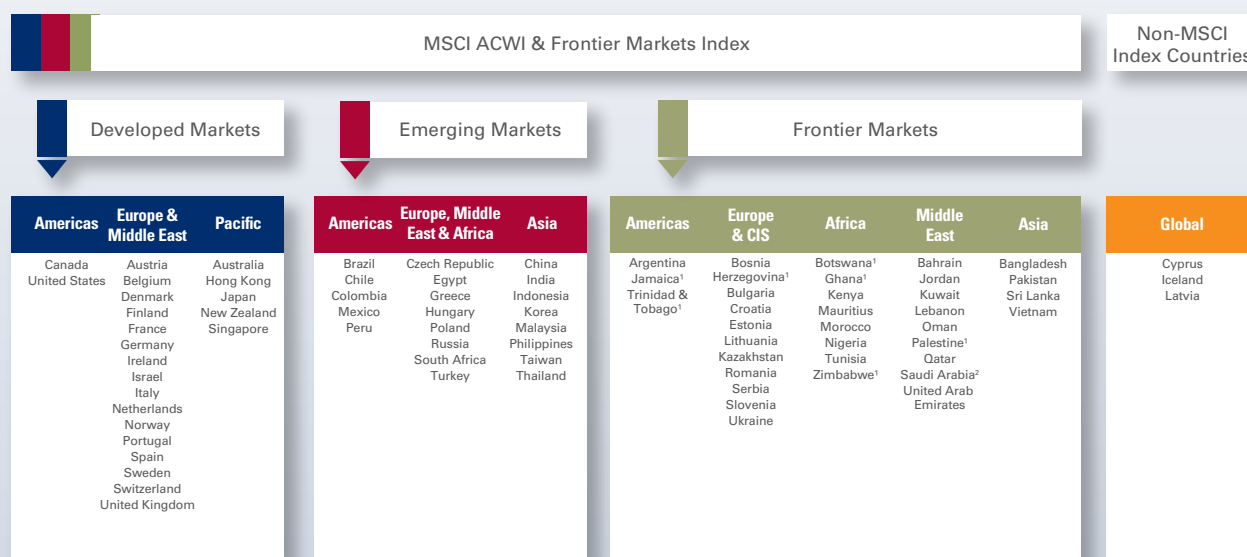 MSCI ACWI & Frontier Markets Index
Non-MSCI
Index Countries
Developed Markets
Emerging Markets
Frontier Markets
Americas
Europe &
Middle East
Pacific
Canada
United States
Austria
Belgium
Denmark
Finland
France
Germany
Ireland
Israel
Italy
Netherlands
Norway
Portugal
Spain
Sweden
Switzerland
United Kingdom
Australia
Hong Kong
Japan
New Zealand
Singapore
Americas
Europe, Middle
East & Africa
Asia
Brazil
Chile
Colombia
Mexico
Peru
Czech Republic
Egypt
Greece
Hungary
Poland
Russia
South Africa
Turkey
China
India
Indonesia
Korea
Malaysia
Philippines
Taiwan
Thailand
Americas
Europe
& CIS
Africa
Middle
East
Asia
Argentina
Jamaica¹
Trinidad &
Tobago¹
Bosnia
Herzegovina¹
Bulgaria
Croatia
Estonia
Lithuania
Kazakhstan
Romania
Serbia
Slovenia
Ukraine
Botswana¹
Ghana¹
Kenya
Mauritius
Morocco
Nigeria
Tunisia
Zimbabwe¹
Bahrain
Jordan
Kuwait
Lebanon
Oman
Palestine¹
Qatar
Saudi Arabia²
United Arab
Emirates
Bangladesh
Pakistan
Sri Lanka
Vietnam
Global
Cyprus
Iceland
Latvia